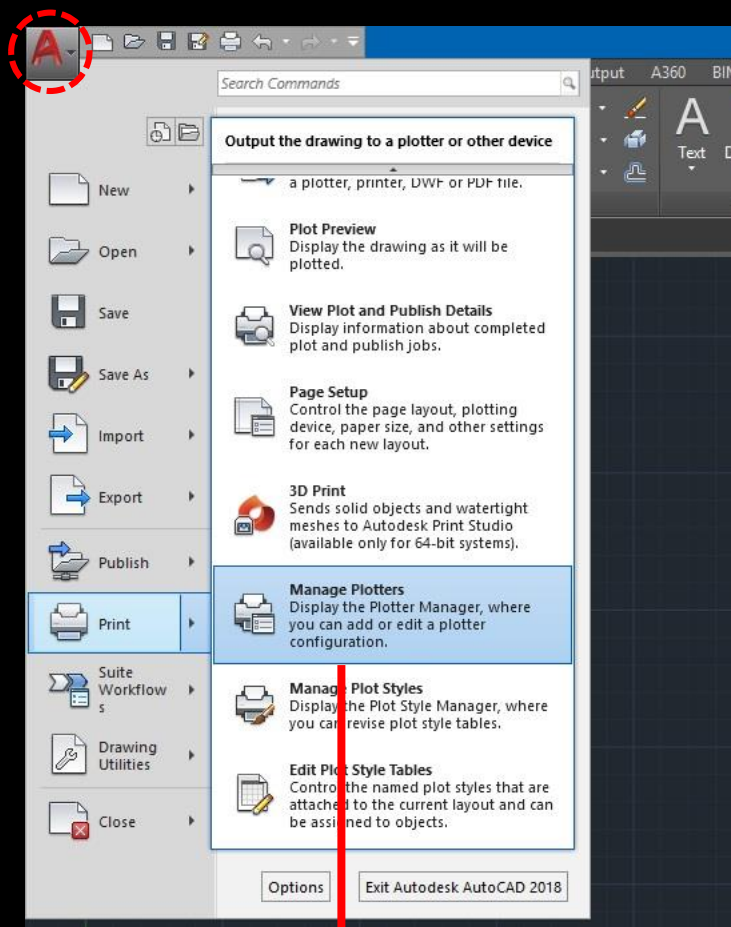 A
Search Commands
utput A360 BIM
A
Text D
Output the drawing to a plotter or other device
a plotter, printer, DWF or PDF file.
New
Plot Preview
Display the drawing as it will be
plotted.
Open
View Plot and Publish Details
Display information about completed
plot and publish jobs.
Save
Save As
Page Setup
Control the page layout, plotting
device, paper size, and other settings
for each new layout.
Import
3D Print
Sends solid objects and watertight
meshes to Autodesk Print Studio
(available only for 64-bit systems).
Export
Publish
Manage Plotters
Display the Plotter Manager, where
you can add or edit a plotter
configuration.
Print
Suite
Workflow
s
Manage Plot Styles
Display the Plot Style Manager, where
you can revise plot style tables.
Drawing
Utilities
Edit Plot Style Tables
Control the named plot styles that are
attached to the current layout and can
be assigned to objects.
Close
Options
Exit Autodesk AutoCAD 2018